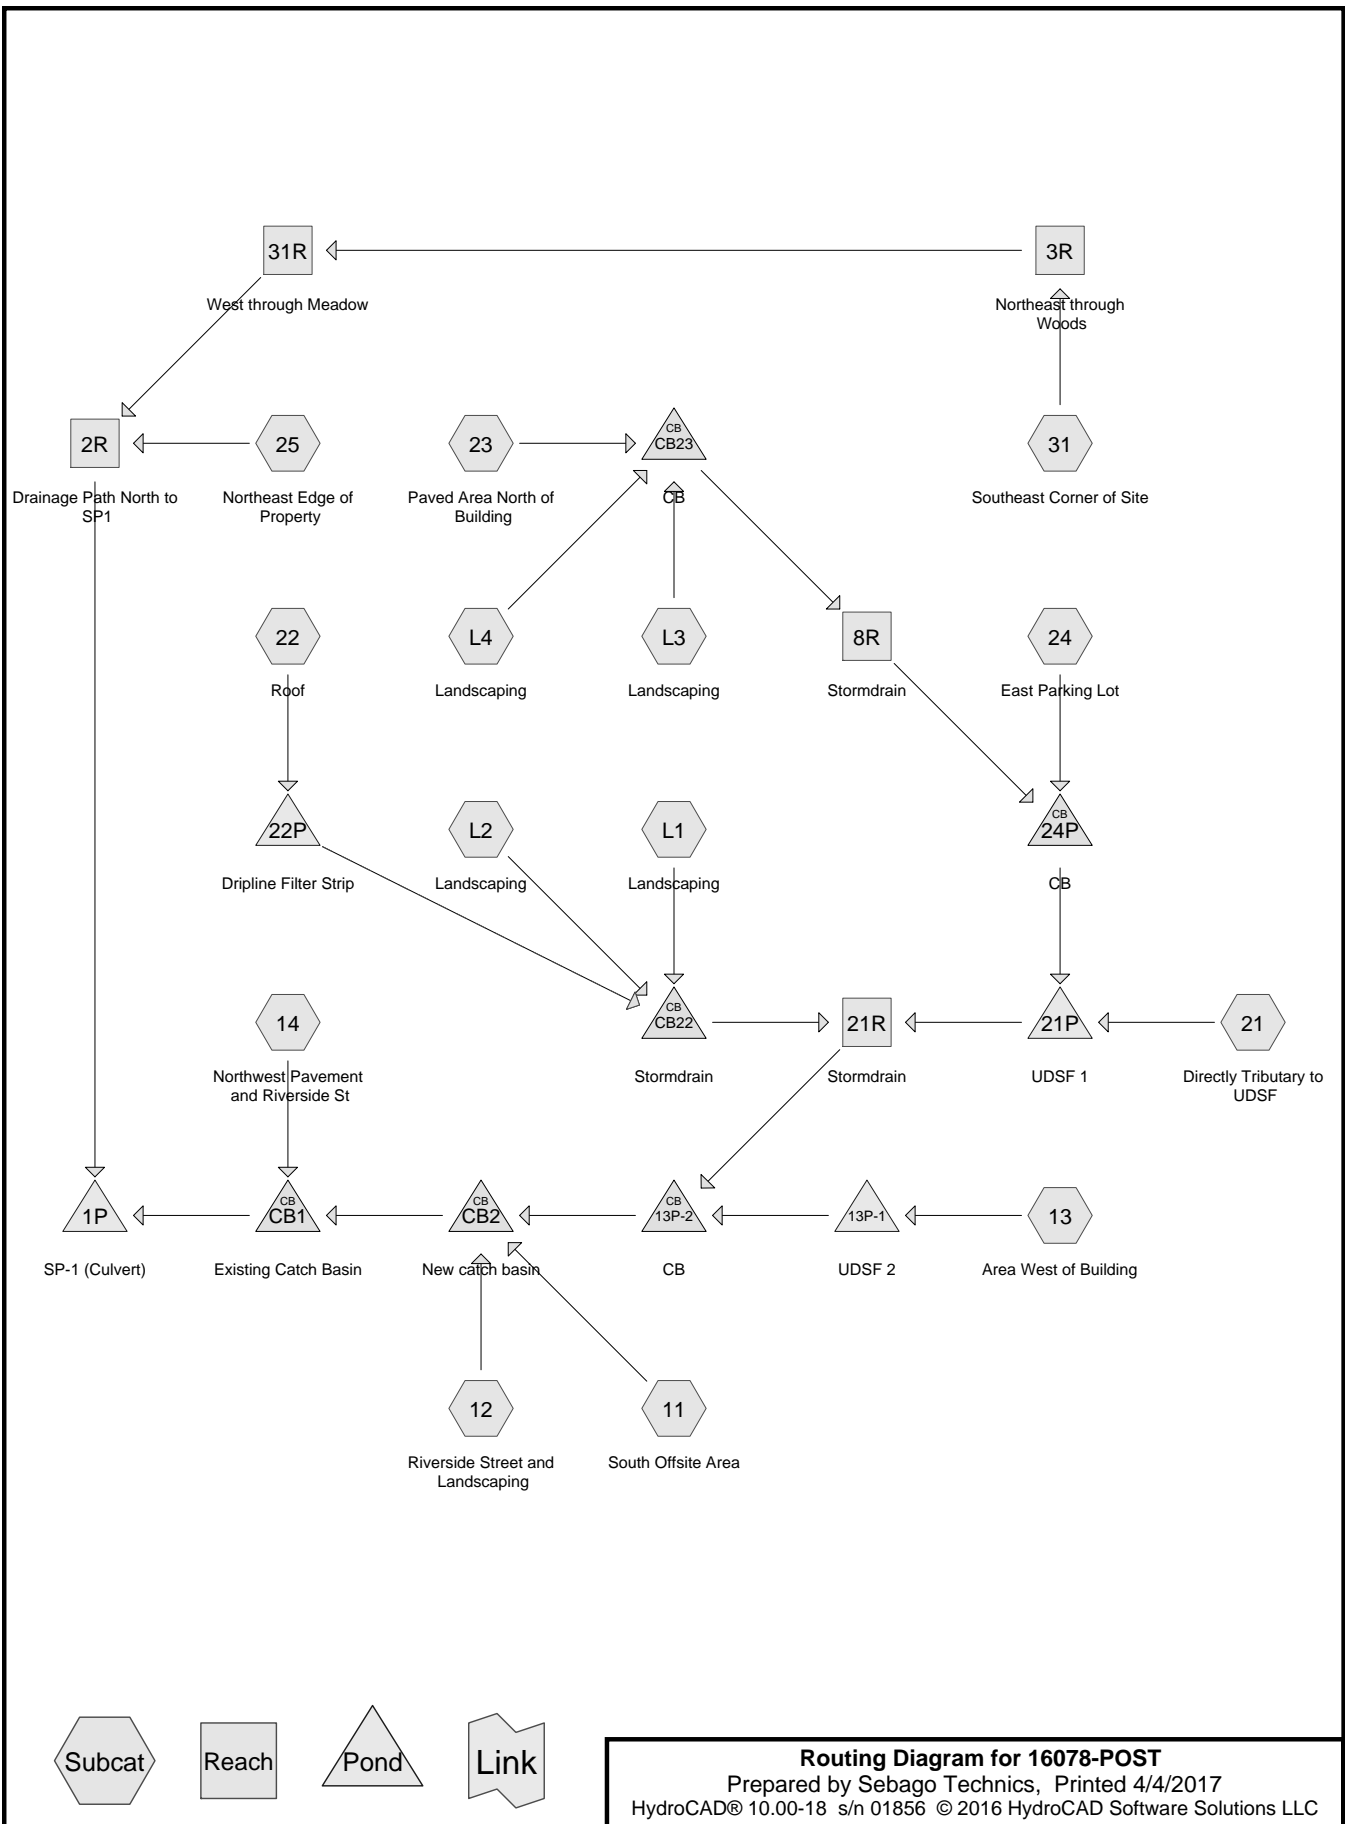 31R
3R
West through Meadow
Northeast through
Woods
2R
25
23
CB
CB23
31
Drainage Path North to
SP1
Northeast Edge of
Property
Paved Area North of
Building
CB
Southeast Corner of Site
22
L4
L3
8R
24
Roof
Landscaping
Landscaping
Stormdrain
East Parking Lot
22P
L2
L1
CB
24P
Dripline Filter Strip
Landscaping
Landscaping
CB
14
CB
CB22
21R
21P
21
Northwest Pavement
and Riverside St
Stormdrain
Stormdrain
UDSF 1
Directly Tributary to
UDSF
1P
CB
CB1
CB
CB2
CB
13P-2
13P-1
13
SP-1 (Culvert)
Existing Catch Basin
New catch basin
CB
UDSF 2
Area West of Building
12
11
Riverside Street and
Landscaping
South Offsite Area
Subcat
Reach
Pond
Link
Routing Diagram for 16078-POST
Prepared by Sebago Technics, Printed 4/4/2017
HydroCAD® 10.00-18 s/n 01856 © 2016 HydroCAD Software Solutions LLC